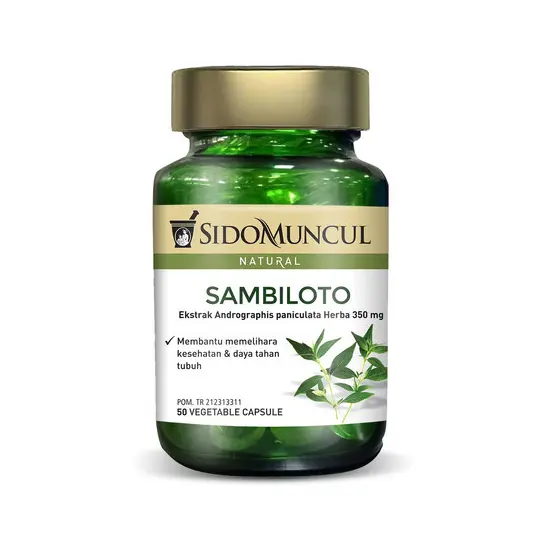 SIDOMUNCUL
NATURAL
SAMBILOTO
Ekstrak Andrographis paniculata Herba 350 mg
✓ Membantu memelihara
kesehatan & daya tahan
tubuh
POM. TR 212313311
50 VEGETABLE CAPSULE